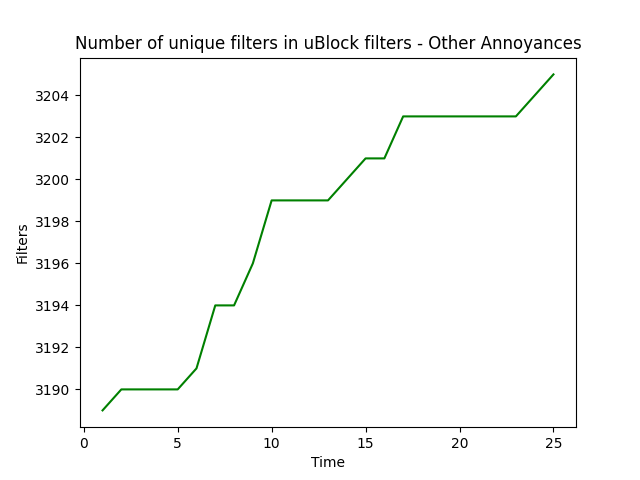 Number of unique filters in uBlock filters - Other Annoyances
3204
3202
3200
3198
3196
3194
3192
3190
Filters
0 5 10 15 20 25
Time